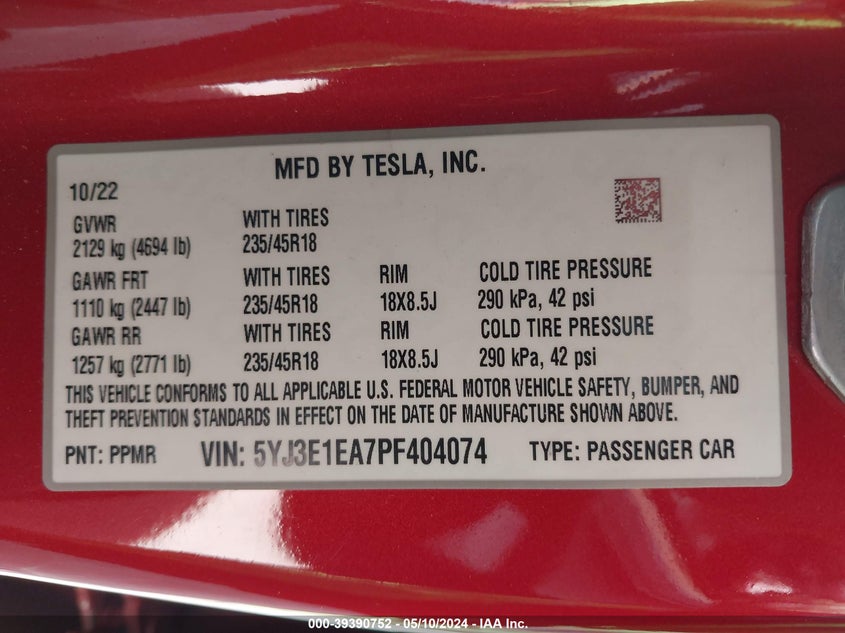 MFD BY TESLA, INC.
10/22
GVWR WITH TIRES
2129 kg (4694 lb) 235/45R18
GAWR FRT WITH TIRES RIM COLD TIRE PRESSURE
1110 kg (2447 lb) 235/45R18 18X8.5J 290 kPa, 42 psi
GAWR RR WITH TIRES RIM COLD TIRE PRESSURE
1257 kg (2771 lb) 235/45R18 18X8.5J 290 kPa, 42 psi
THIS VEHICLE CONFORMS TO ALL APPLICABLE U.S. FEDERAL MOTOR VEHICLE SAFETY, BUMPER, AND
THEFT PREVENTION STANDARDS IN EFFECT ON THE DATE OF MANUFACTURE SHOWN ABOVE.
PNT: PPMR VIN: 5YJ3E1EA7PF404074 TYPE: PASSENGER CAR
000-39390752 - 05/10/2024 - IAA Inc.